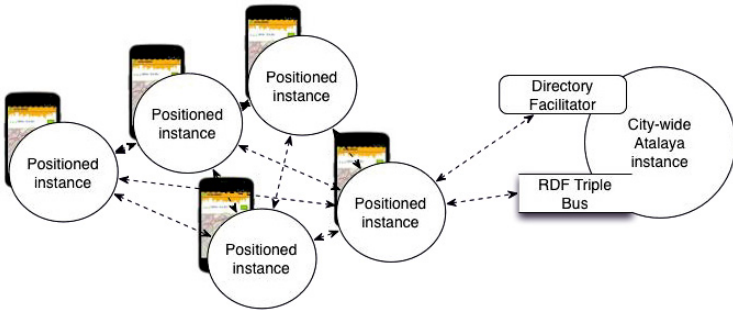 Positioned
instance
Positioned
instance
Positioned
instance
Positioned
instance
Positioned
instance
Directory
Facilitator
City-wide
Atalaya
instance
RDF Triple
Bus